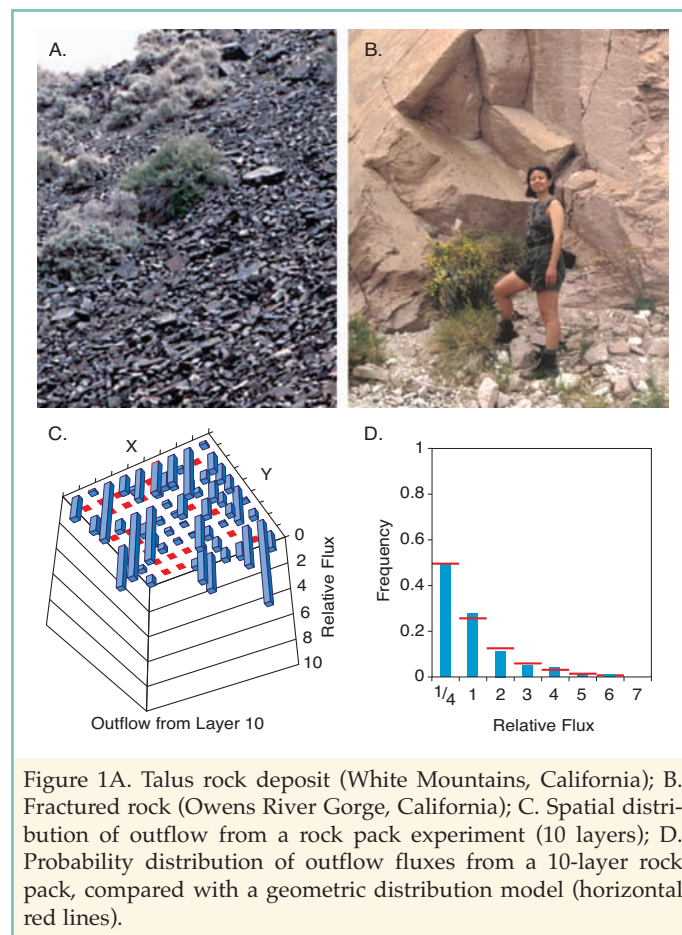 A.
B.
C.
X
Y
0
2
4
6
8
10
Relative Flux
Outflow from Layer 10
D.
1
0.8
0.6
0.4
0.2
0
Frequency
1/4 1 2 3 4 5 6 7
Relative Flux
Figure 1A. Talus rock deposit (White Mountains, California); B.
Fractured rock (Owens River Gorge, California); C. Spatial distri-
bution of outflow from a rock pack experiment (10 layers); D.
Probability distribution of outflow fluxes from a 10-layer rock
pack, compared with a geometric distribution model (horizontal
red lines).